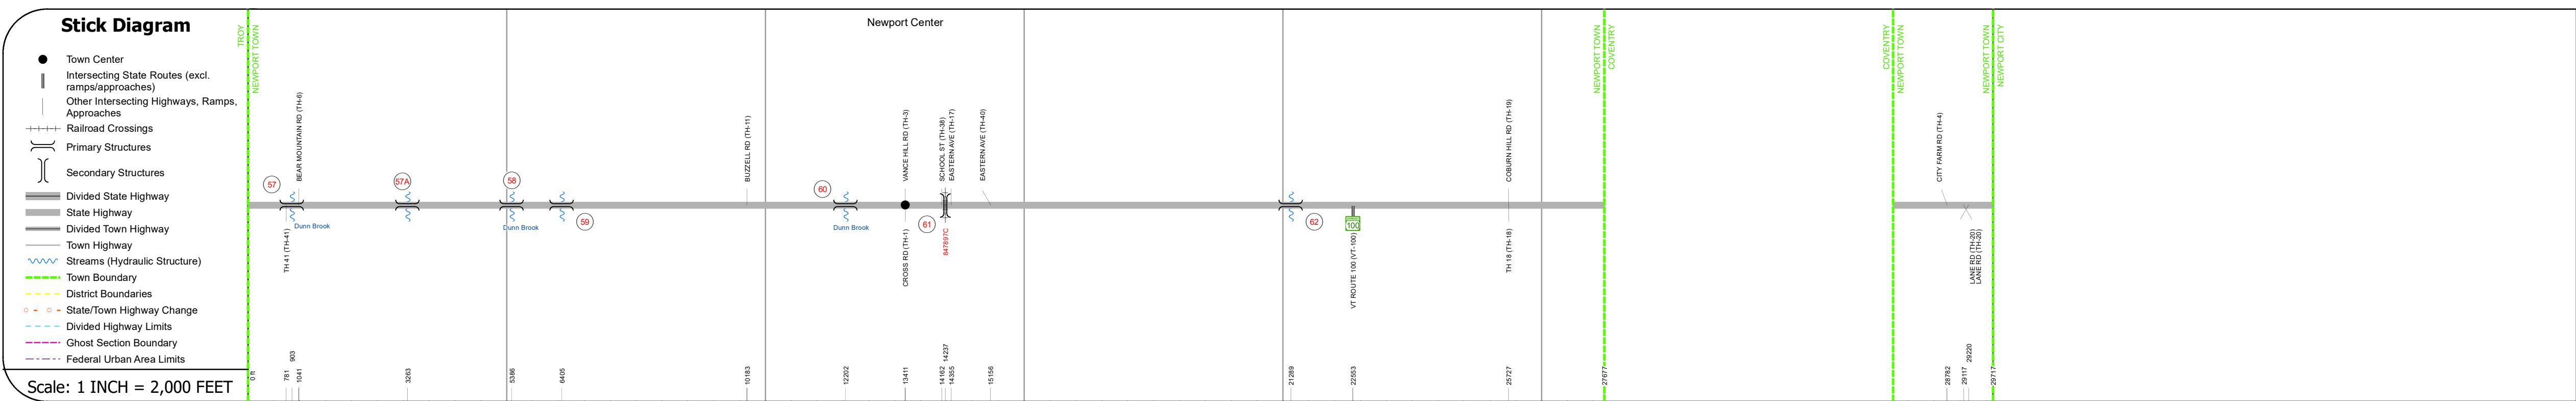 Stick Diagram
Town Center
Intersecting State Routes (excl.
ramps/approaches)
Other Intersecting Highways, Ramps,
Approaches
Railroad Crossings
Primary Structures
Secondary Structures
Divided State Highway
State Highway
Divided Town Highway
Town Highway
Streams (Hydraulic Structure)
Town Boundary
District Boundaries
State/Town Highway Change
Divided Highway Limits
Ghost Section Boundary
Federal Urban Area Limits
Scale: 1 INCH = 2,000 FEET
Newport Center
TROY
NEWPORT TOWN
NEWPORT TOWN
COVENTRY
COVENTRY
NEWPORT TOWN
NEWPORT TOWN
NEWPORT CITY
BEAR MOUNTAIN RD (TH-6)
BUZZELL RD (TH-11)
VANCE HILL RD (TH-3)
SCHOOL ST (TH-38)
EASTERN AVE (TH-17)
EASTERN AVE (TH-40)
COBURN HILL RD (TH-19)
CITY FARM RD (TH-4)
57
57A
58
59
60
61
62
Dunn Brook
Dunn Brook
Dunn Brook
100
TH 41 (TH-41)
CROSS RD (TH-1)
847897C
VT ROUTE 100 (VT-100)
TH 18 (TH-18)
LANE RD (TH-20)
LANE RD (TH-20)
0 ft
781
903
1041
3263
5386
6405
10183
12202
13411
14162
14237
14355
15156
21289
22553
25727
27677
28782
29117
29220
29717